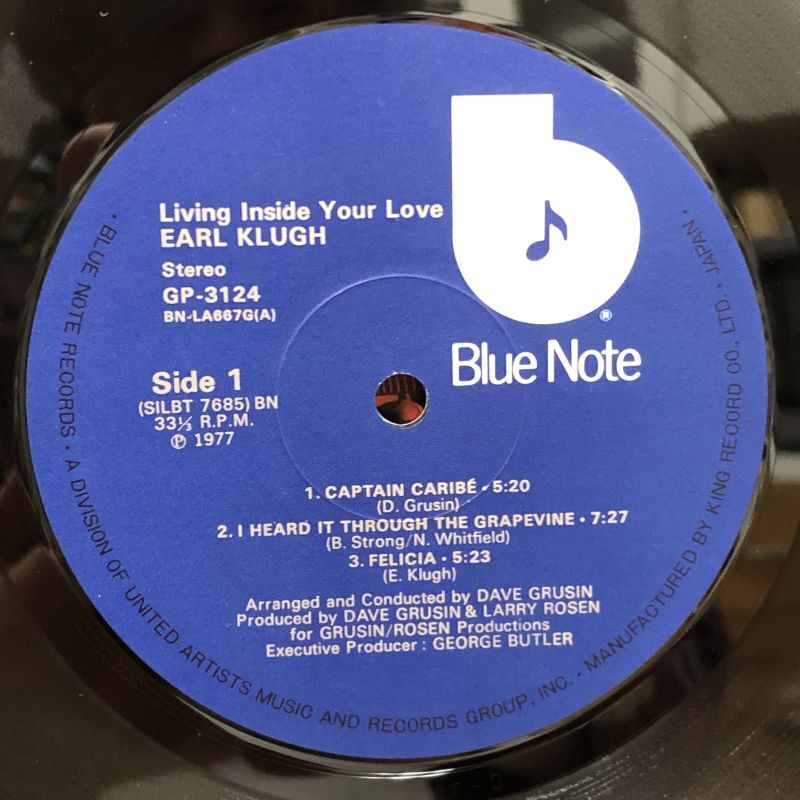 Living Inside Your Love
EARL KLUGH
Stereo
GP-3124
BN-LA667G(A)
®
Blue Note
Side 1
(SILBT 7685) BN
33⅓ R.P.M.
℗ 1977
1. CAPTAIN CARIBÉ • 5:20
(D. Grusin)
2. I HEARD IT THROUGH THE GRAPEVINE • 7:27
(B. Strong/N. Whitfield)
3. FELICIA • 5:23
(E. Klugh)
Arranged and Conducted by DAVE GRUSIN
Produced by DAVE GRUSIN & LARRY ROSEN
for GRUSIN/ROSEN Productions
Executive Producer : GEORGE BUTLER
• BLUE NOTE RECORDS • A DIVISION OF UNITED ARTISTS MUSIC AND RECORDS GROUP, INC. • MANUFACTURED BY KING RECORD CO., LTD. • JAPAN •